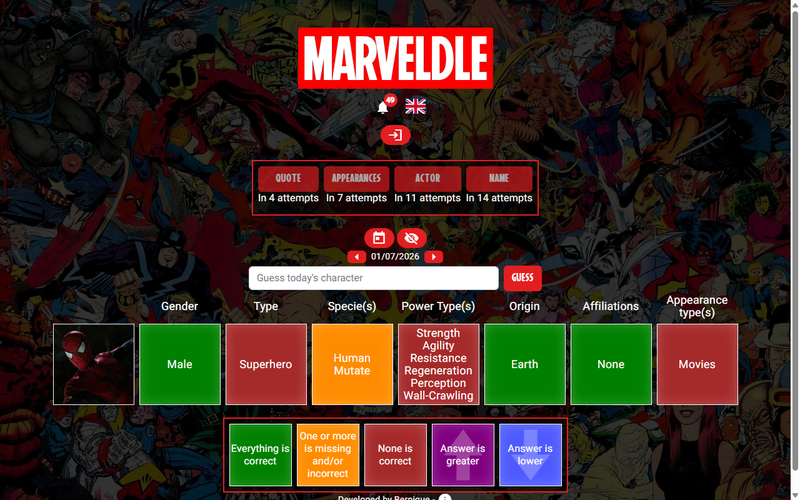 MARVELDLE
49
QUOTE APPEARANCES ACTOR NAME
In 4 attempts In 7 attempts In 11 attempts In 14 attempts
01/07/2026
Guess today's character GUESS
Gender Type Specie(s) Power Type(s) Origin Affiliations Appearance type(s)
Male
Superhero
Human
Mutate
Strength
Agility
Resistance
Regeneration
Perception
Wall-Crawling
Earth
None
Movies
Everything is
correct
One or more
is missing
and/or
incorrect
None is
correct
Answer is
greater
Answer is
lower
Developed by Bernique -